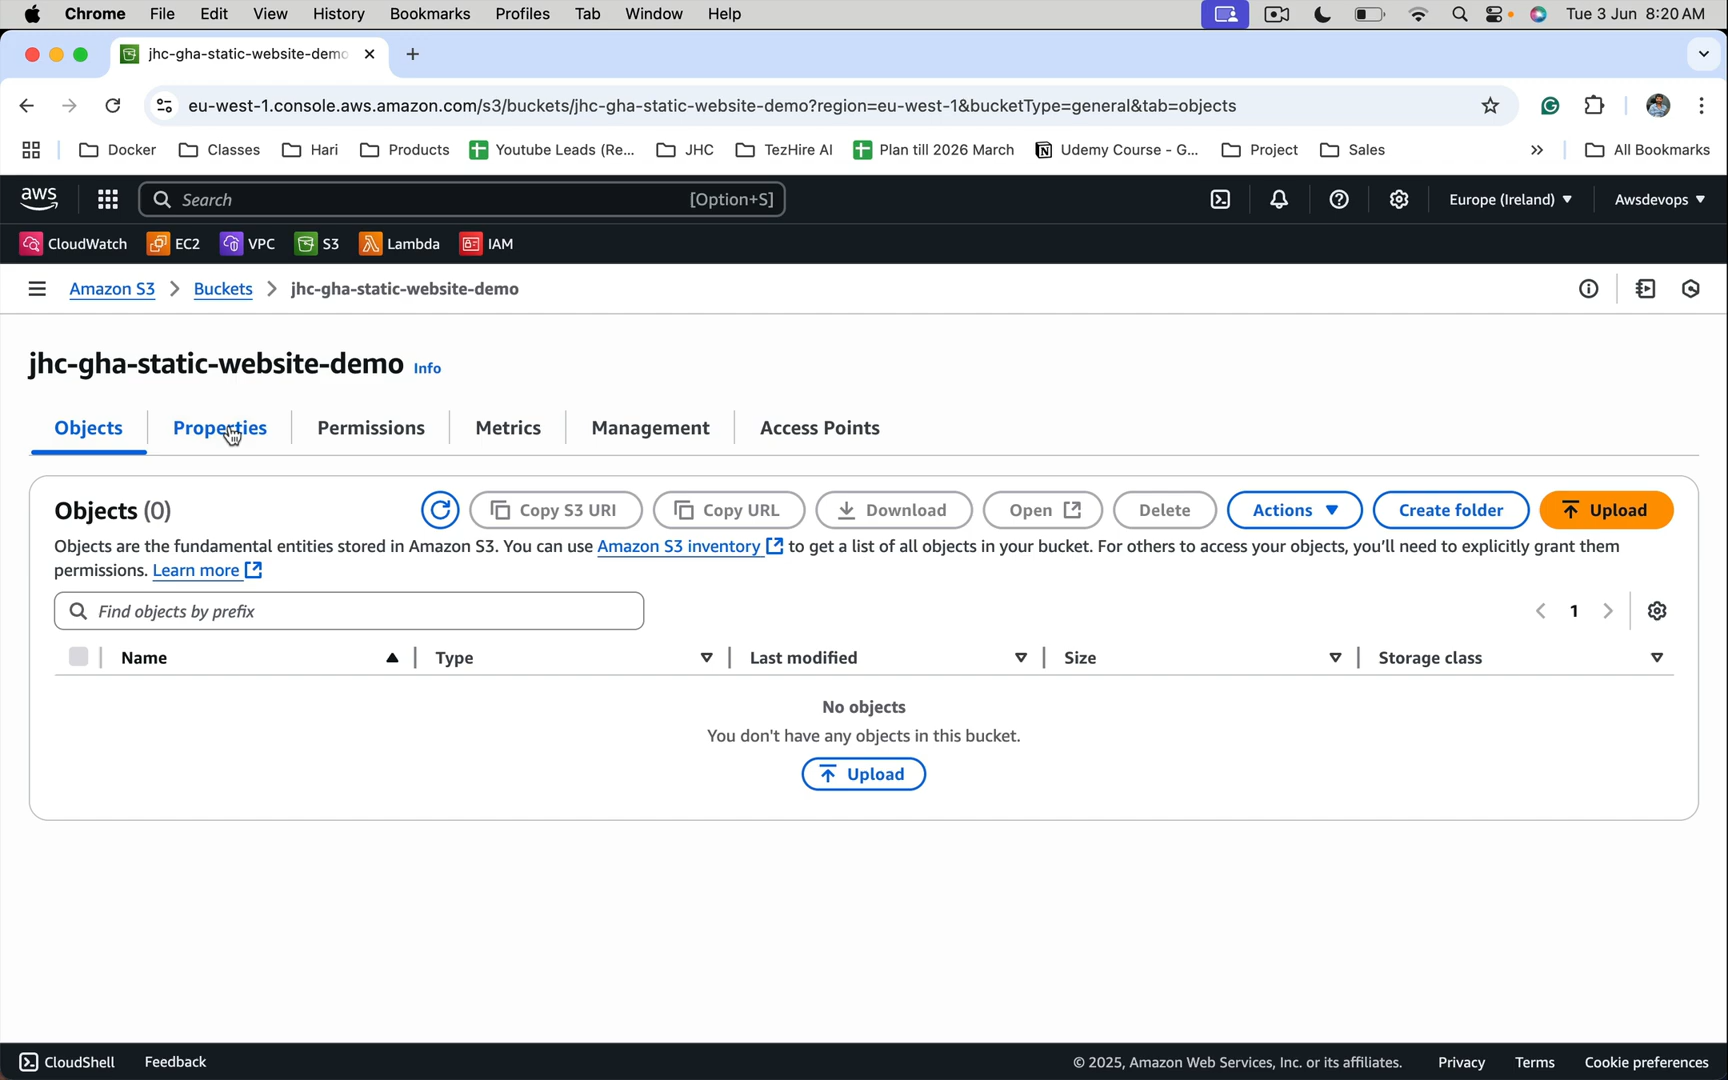 Chrome File Edit View History Bookmarks Profiles Tab Window Help Tue 3 Jun 8:20 AM
jhc-gha-static-website-demo
eu-west-1.console.aws.amazon.com/s3/buckets/jhc-gha-static-website-demo?region=eu-west-1&bucketType=general&tab=objects
Docker Classes Hari Products Youtube Leads (Re... JHC TezHire AI Plan till 2026 March Udemy Course - G... Project Sales » All Bookmarks
aws Search [Option+S] Europe (Ireland) Awsdevops
CloudWatch EC2 VPC S3 Lambda IAM
Amazon S3 > Buckets > jhc-gha-static-website-demo
jhc-gha-static-website-demo Info
Objects Properties Permissions Metrics Management Access Points
Objects (0) Copy S3 URI Copy URL Download Open Delete Actions Create folder Upload
Objects are the fundamental entities stored in Amazon S3. You can use Amazon S3 inventory to get a list of all objects in your bucket. For others to access your objects, you'll need to explicitly grant them
permissions. Learn more
Find objects by prefix 1
Name Type Last modified Size Storage class
No objects
You don't have any objects in this bucket.
Upload
CloudShell Feedback © 2025, Amazon Web Services, Inc. or its affiliates. Privacy Terms Cookie preferences